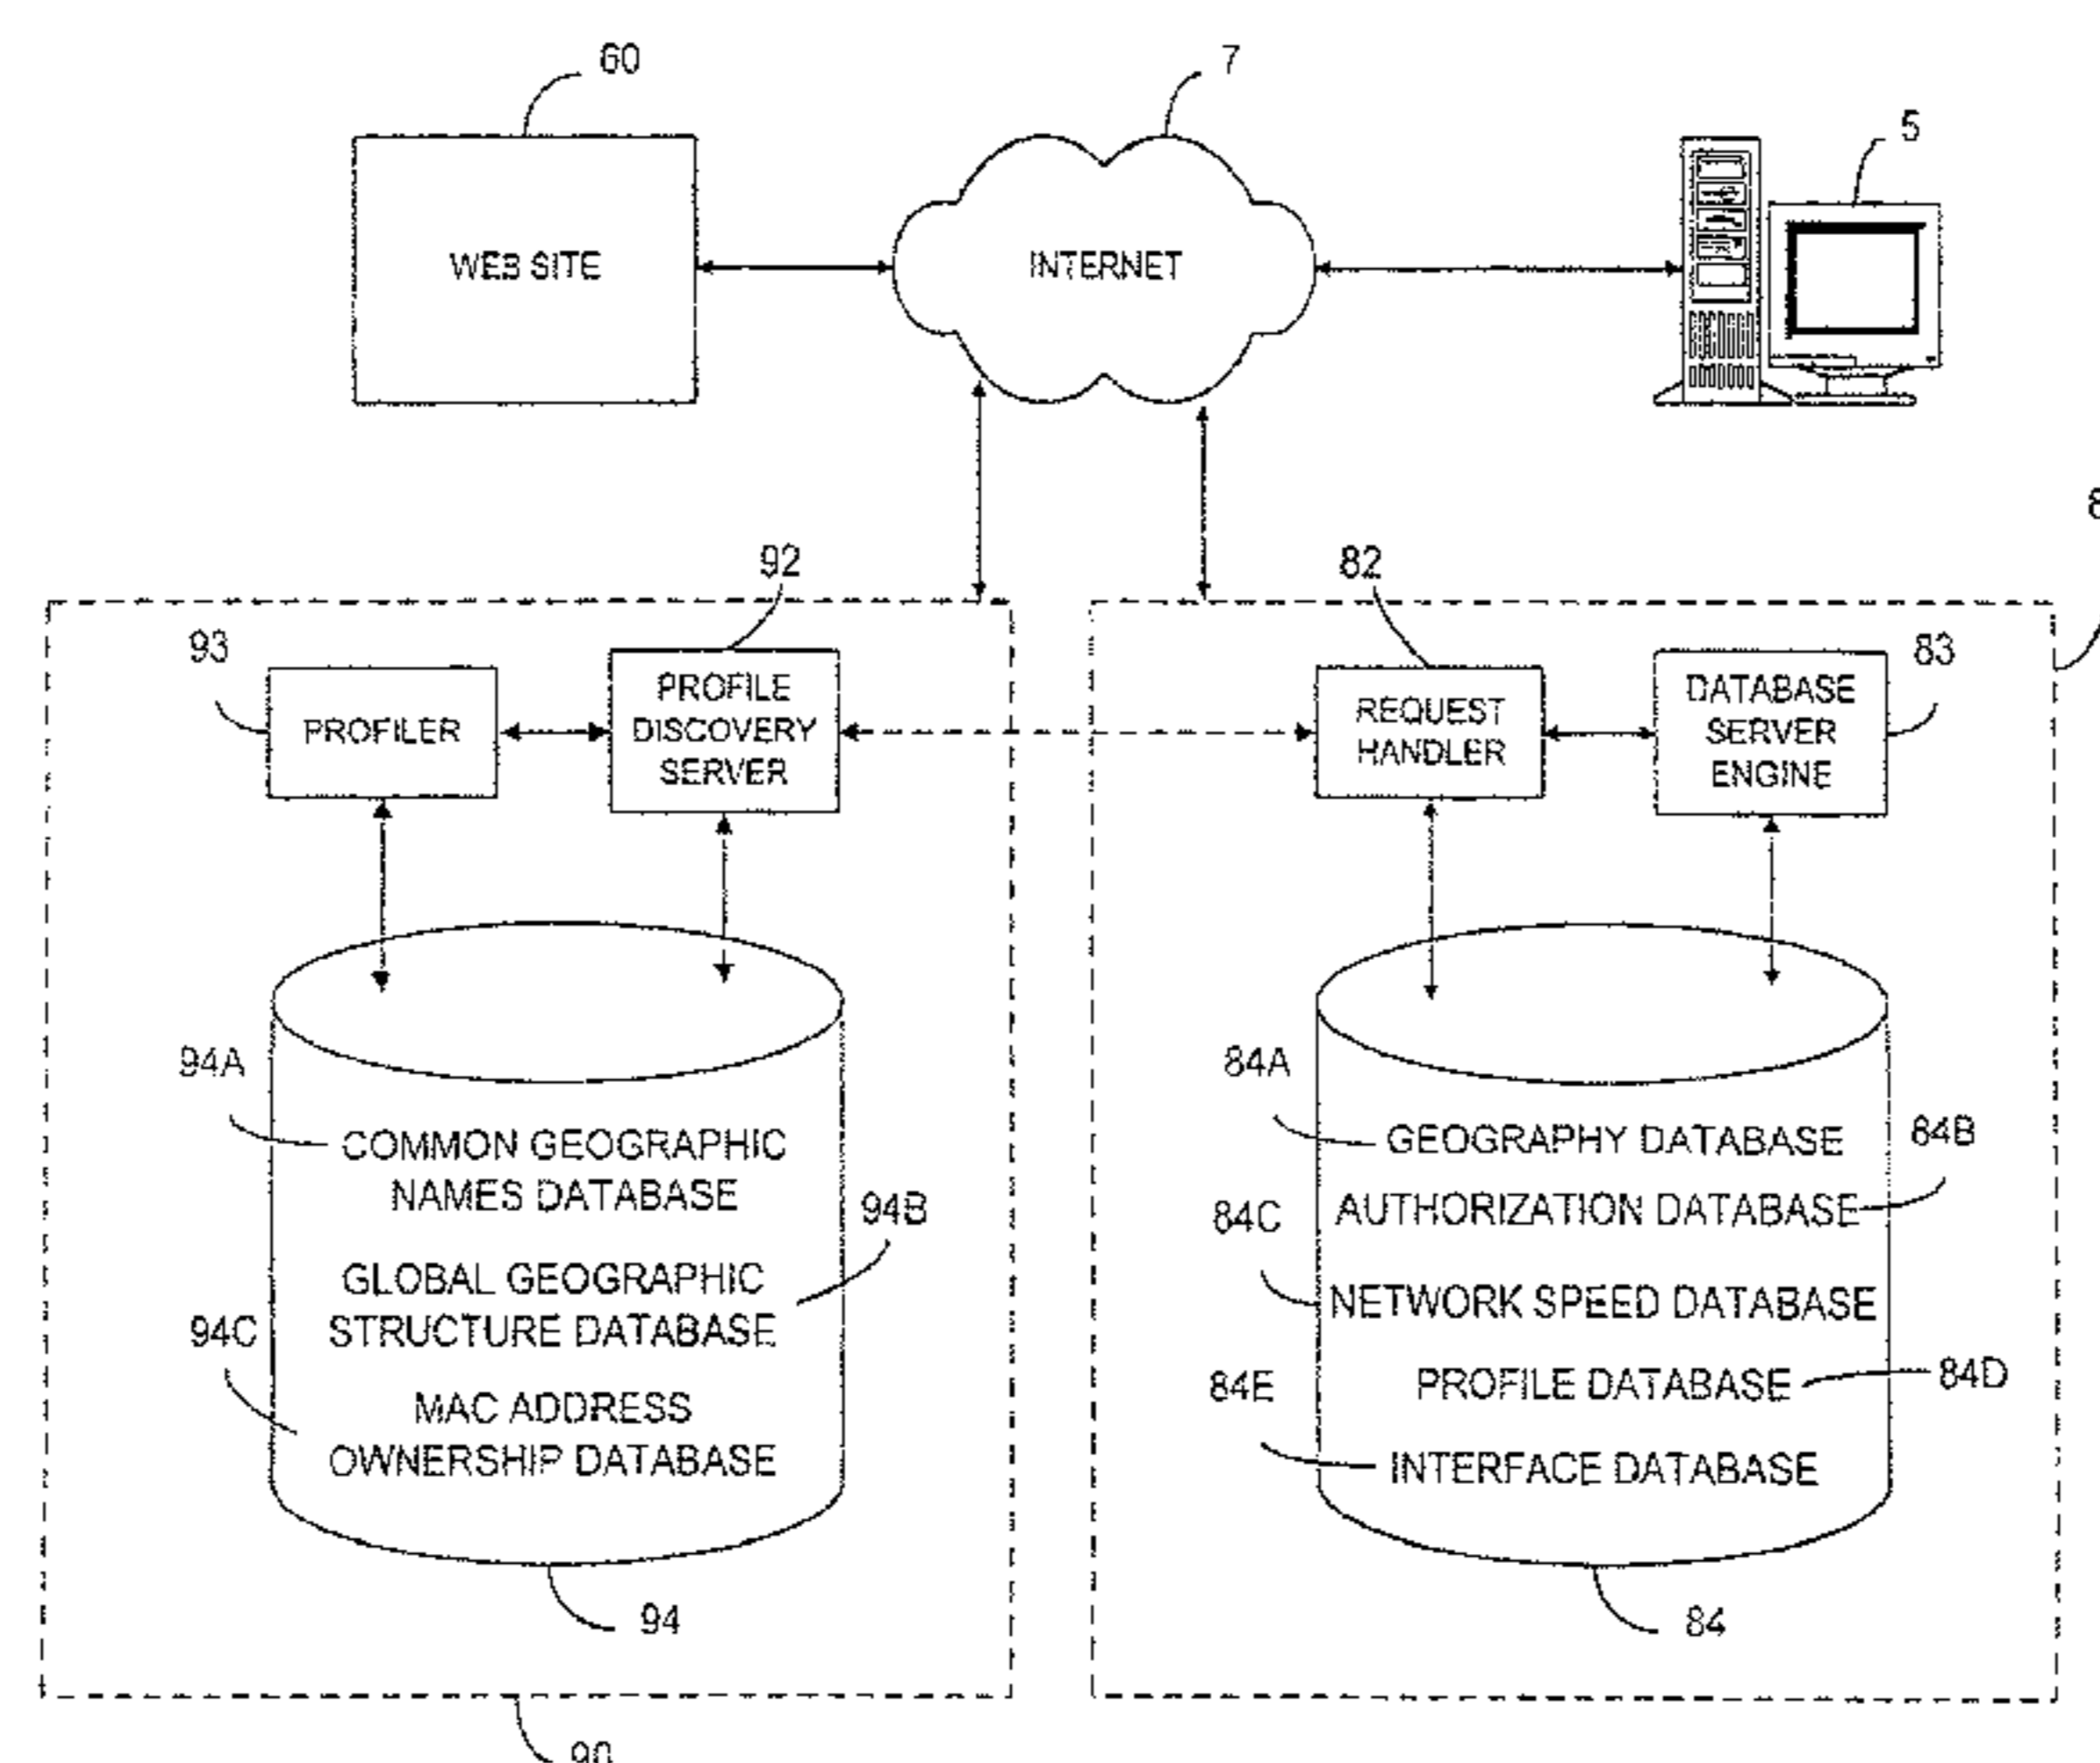 60
7
5
WEB SITE
INTERNET
92
82
93
83
PROFILER
PROFILE
DISCOVERY
SERVER
REQUEST
HANDLER
DATABASE
SERVER
ENGINE
94A
COMMON GEOGRAPHIC
NAMES DATABASE
94B
GLOBAL GEOGRAPHIC
STRUCTURE DATABASE
94C
MAC ADDRESS
OWNERSHIP DATABASE
94
90
84A
GEOGRAPHY DATABASE
84B
AUTHORIZATION DATABASE
84C
NETWORK SPEED DATABASE
PROFILE DATABASE
84D
84E
INTERFACE DATABASE
84